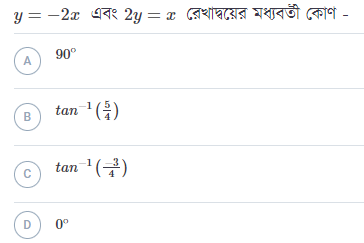 y = −2x এবং 2y = x রেখাদ্বয়ের মধ্যবর্তী কোণ -
A 90°
B tan⁻¹(5/4)
C tan⁻¹(−3/4)
D 0°